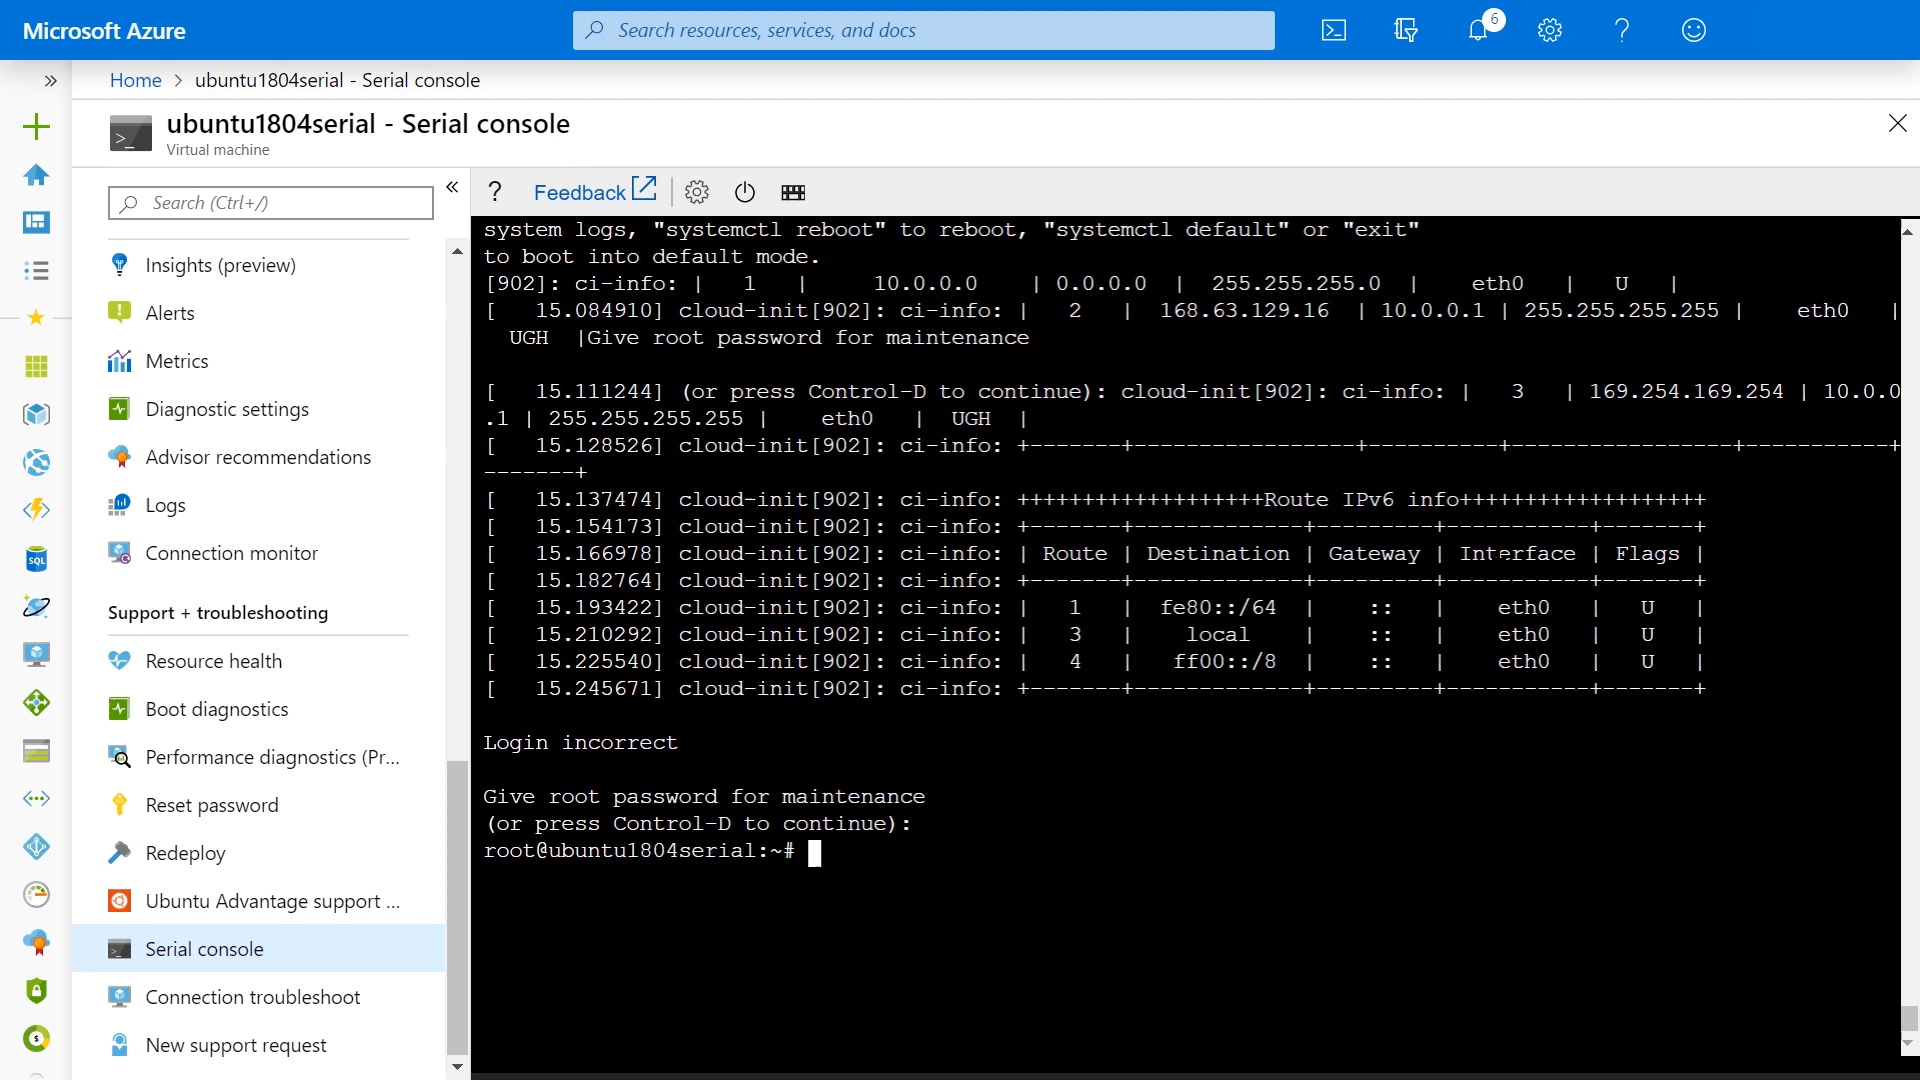 Microsoft Azure
Search resources, services, and docs
6
Home > ubuntu1804serial - Serial console
ubuntu1804serial - Serial console
Virtual machine
Search (Ctrl+/)
Insights (preview)
Alerts
Metrics
Diagnostic settings
Advisor recommendations
Logs
Connection monitor
Support + troubleshooting
Resource health
Boot diagnostics
Performance diagnostics (Pr...
Reset password
Redeploy
Ubuntu Advantage support ...
Serial console
Connection troubleshoot
New support request
SQL
? Feedback
system logs, "systemctl reboot" to reboot, "systemctl default" or "exit"
to boot into default mode.
[902]: ci-info: |   1   |     10.0.0.0    | 0.0.0.0  |  255.255.255.0  |    eth0   |   U   |
[   15.084910] cloud-init[902]: ci-info: |   2   |  168.63.129.16  | 10.0.0.1 | 255.255.255.255 |    eth0   |
  UGH  |Give root password for maintenance
[   15.111244] (or press Control-D to continue): cloud-init[902]: ci-info: |   3   | 169.254.169.254 | 10.0.0
.1 | 255.255.255.255 |    eth0   |  UGH  |
[   15.128526] cloud-init[902]: ci-info: +-------+-----------------+----------+-----------------+-----------+
-------+
[   15.137474] cloud-init[902]: ci-info: +++++++++++++++++++Route IPv6 info+++++++++++++++++++
[   15.154173] cloud-init[902]: ci-info: +-------+-------------+---------+-----------+-------+
[   15.166978] cloud-init[902]: ci-info: | Route | Destination | Gateway | Interface | Flags |
[   15.182764] cloud-init[902]: ci-info: +-------+-------------+---------+-----------+-------+
[   15.193422] cloud-init[902]: ci-info: |   1   |  fe80::/64  |    ::   |    eth0   |   U   |
[   15.210292] cloud-init[902]: ci-info: |   3   |    local    |    ::   |    eth0   |   U   |
[   15.225540] cloud-init[902]: ci-info: |   4   |   ff00::/8  |    ::   |    eth0   |   U   |
[   15.245671] cloud-init[902]: ci-info: +-------+-------------+---------+-----------+-------+
Login incorrect
Give root password for maintenance
(or press Control-D to continue):
root@ubuntu1804serial:~#